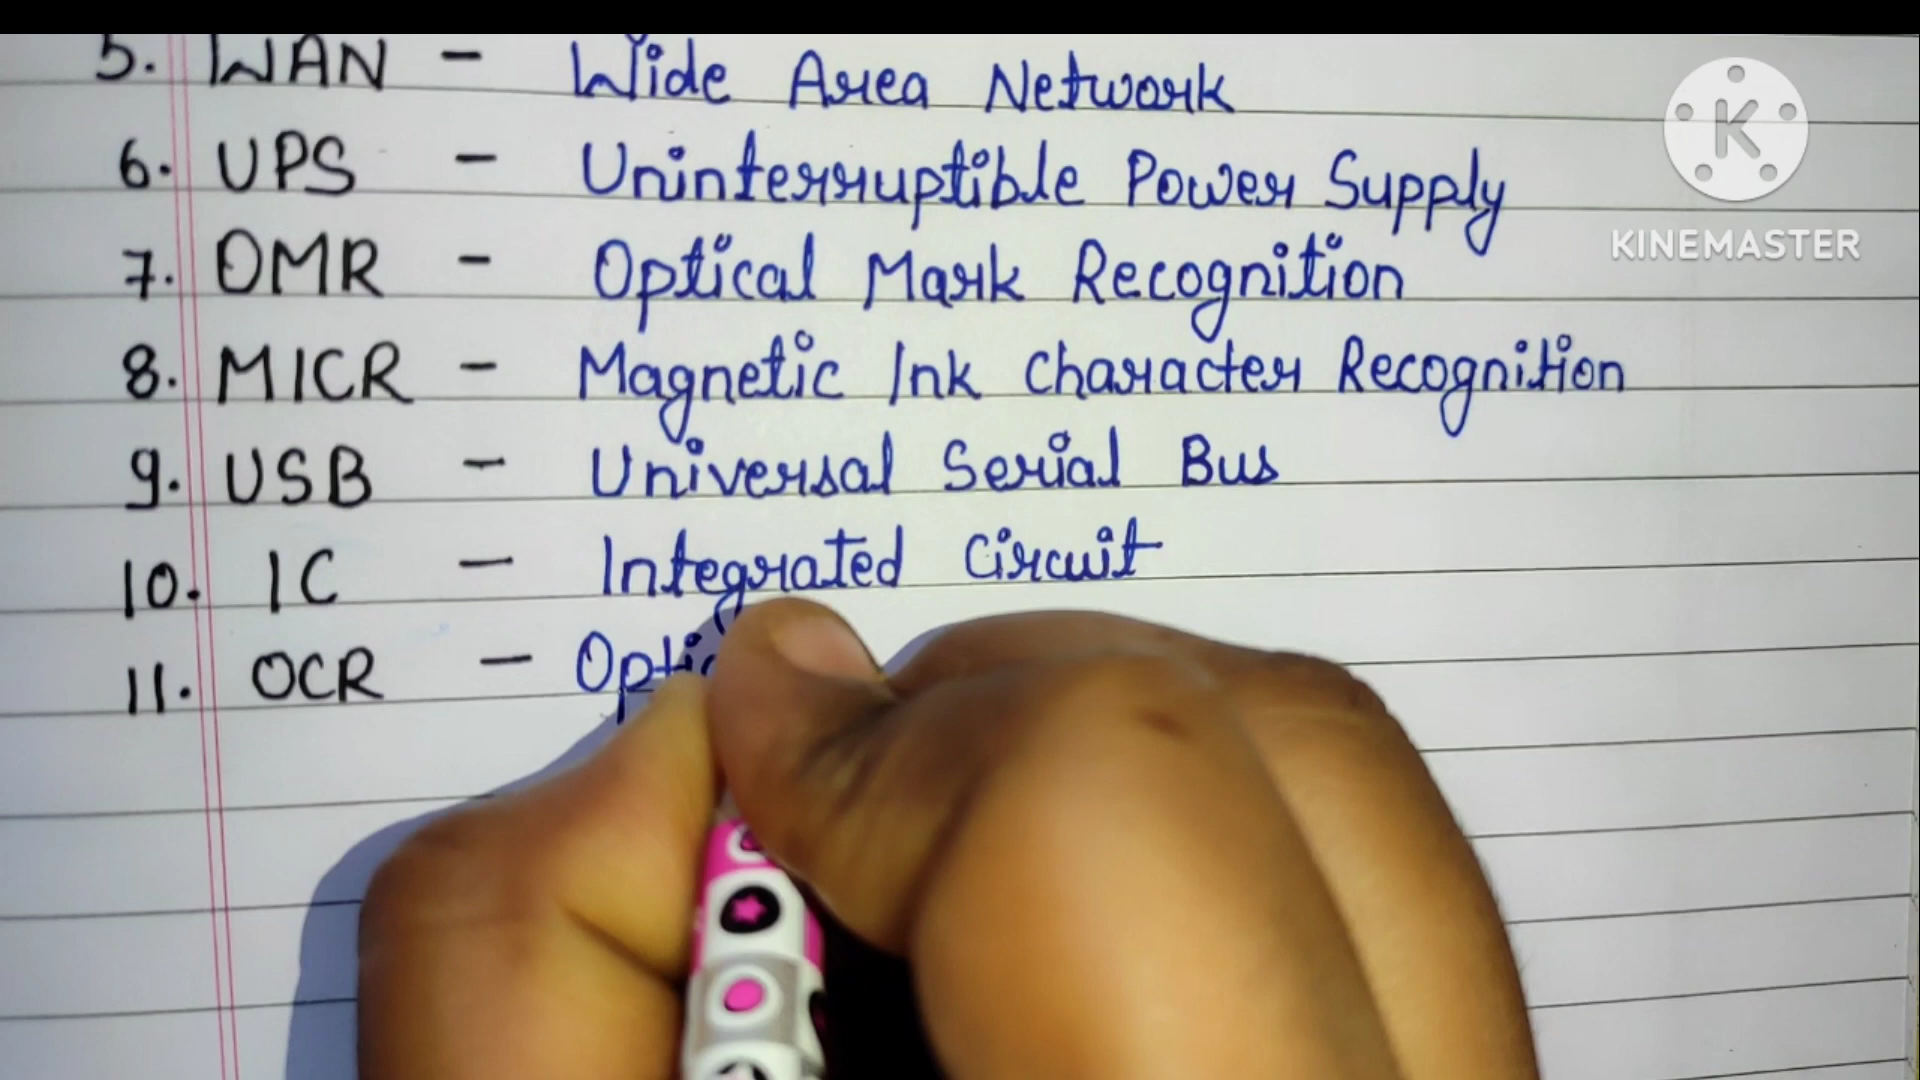 5. WAN - Wide Area Network
6. UPS - Uninterruptible Power Supply
7. OMR - Optical Mark Recognition
8. MICR - Magnetic Ink Character Recognition
9. USB - Universal Serial Bus
10. IC - Integrated Circuit
11. OCR - Optic
K
KINEMASTER